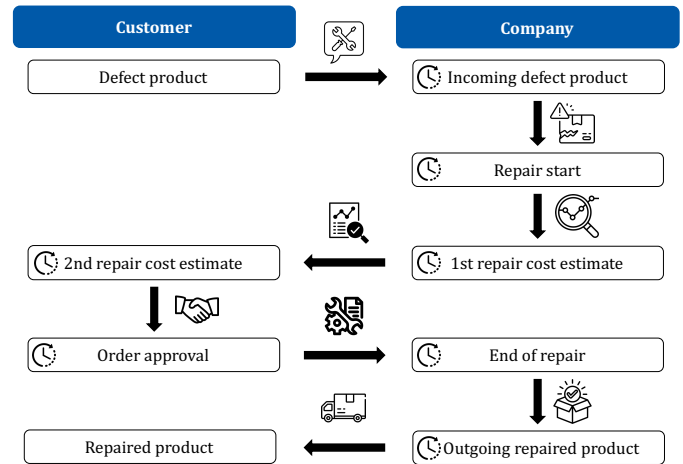 Customer
Company
Defect product
Incoming defect product
Repair start
2nd repair cost estimate
1st repair cost estimate
Order approval
End of repair
Repaired product
Outgoing repaired product